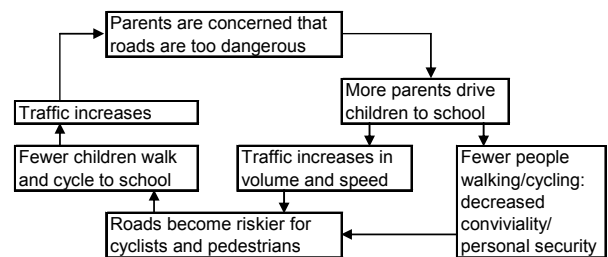 Parents are concerned that
roads are too dangerous
More parents drive
children to school
Traffic increases
Fewer children walk
and cycle to school
Traffic increases in
volume and speed
Fewer people
walking/cycling:
decreased
conviviality/
personal security
Roads become riskier for
cyclists and pedestrians